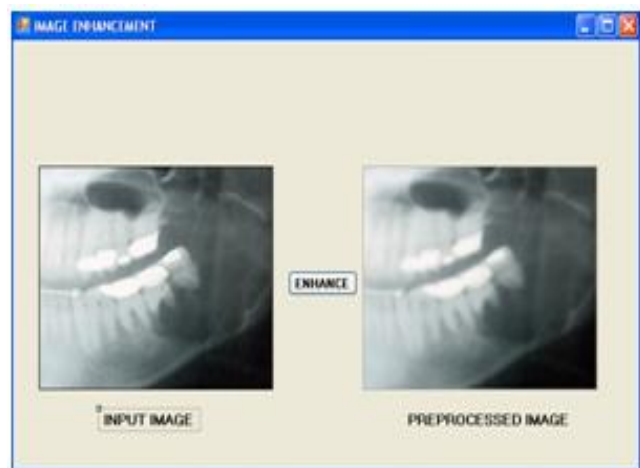 IMAGE ENHANCEMENT
ENHANCE
INPUT IMAGE
PREPROCESSED IMAGE